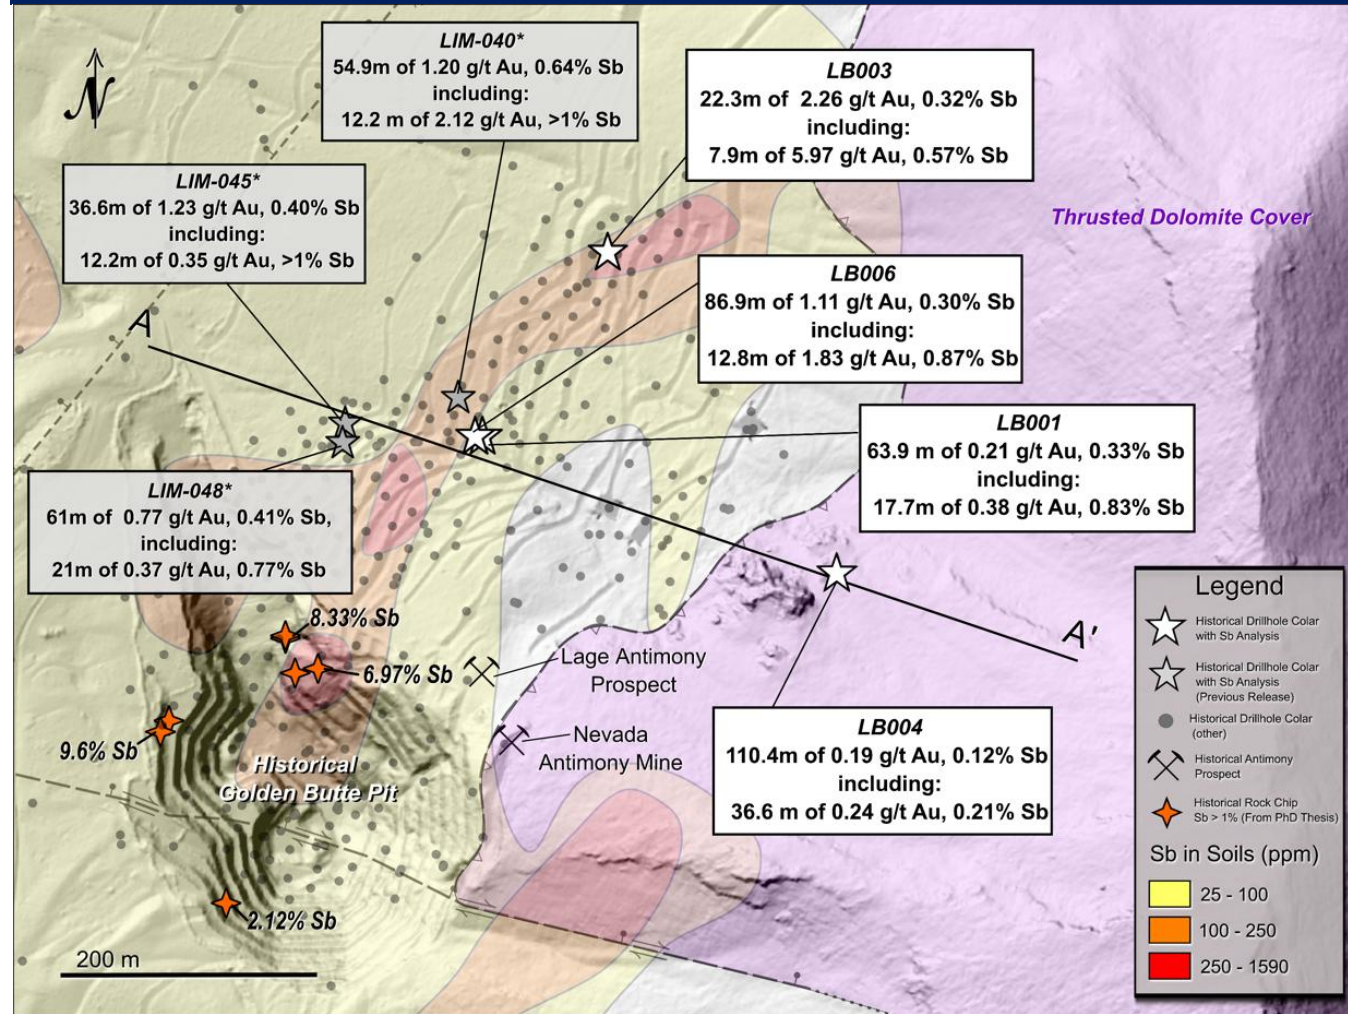 N
LIM-040*
54.9m of 1.20 g/t Au, 0.64% Sb
including:
12.2 m of 2.12 g/t Au, >1% Sb
LB003
22.3m of 2.26 g/t Au, 0.32% Sb
including:
7.9m of 5.97 g/t Au, 0.57% Sb
LIM-045*
36.6m of 1.23 g/t Au, 0.40% Sb
including:
12.2m of 0.35 g/t Au, >1% Sb
Thrusted Dolomite Cover
LB006
86.9m of 1.11 g/t Au, 0.30% Sb
including:
12.8m of 1.83 g/t Au, 0.87% Sb
A
LB001
63.9 m of 0.21 g/t Au, 0.33% Sb
including:
17.7m of 0.38 g/t Au, 0.83% Sb
LIM-048*
61m of 0.77 g/t Au, 0.41% Sb,
including:
21m of 0.37 g/t Au, 0.77% Sb
A'
8.33% Sb
6.97% Sb
9.6% Sb
2.12% Sb
Lage Antimony
Prospect
Nevada
Antimony Mine
Historical
Golden Butte Pit
LB004
110.4m of 0.19 g/t Au, 0.12% Sb
including:
36.6 m of 0.24 g/t Au, 0.21% Sb
200 m
Legend
Historical Drillhole Colar
with Sb Analysis
Historical Drillhole Colar
with Sb Analysis
(Previous Release)
Historical Drillhole Colar
(other)
Historical Antimony
Prospect
Historical Rock Chip
Sb > 1% (From PhD Thesis)
Sb in Soils (ppm)
25 - 100
100 - 250
250 - 1590